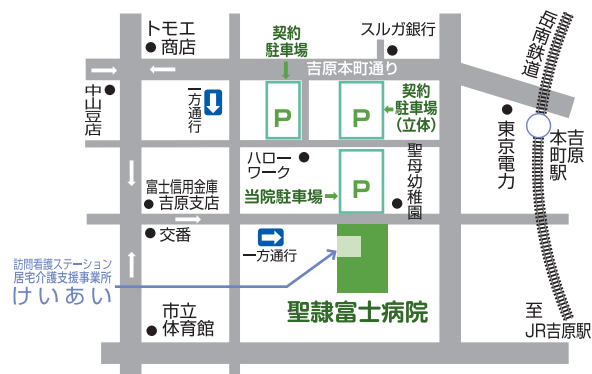 トモエ
商店
契約
駐車場
スルガ銀行
岳南鉄道
吉原本町通り
中山豆店
一方通行
P
P
契約
駐車場
（立体）
東京電力
吉原
本町駅
ハロー
ワーク
P
聖母幼稚園
富士信用金庫
吉原支店
当院駐車場
交番
一方通行
訪問看護ステーション
居宅介護支援事業所
けいあい
聖隷富士病院
市立
体育館
至
JR吉原駅